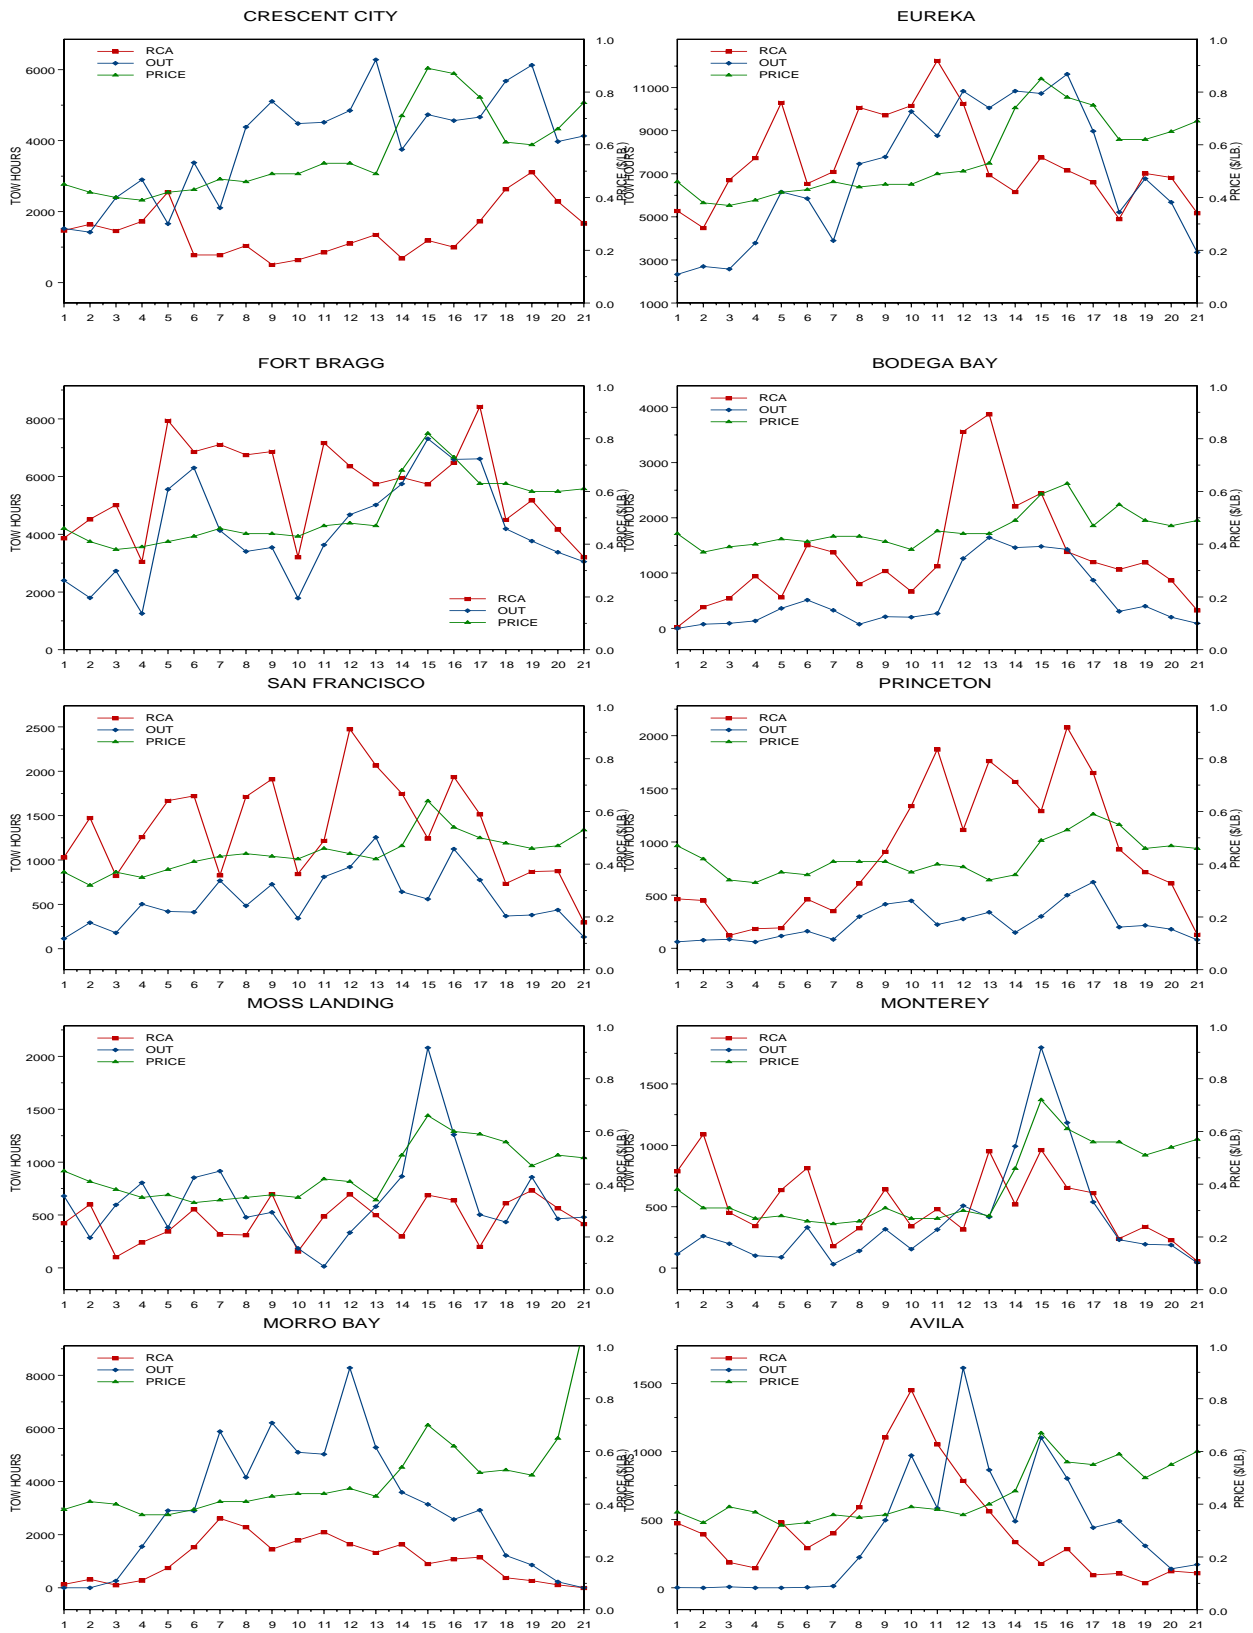 CRESCENT CITY
RCA
OUT
PRICE
TOW HOURS
6000
4000
2000
0
PRICE ($/LB.)
1.0
0.8
0.6
0.4
0.2
0.0
1 2 3 4 5 6 7 8 9 10 11 12 13 14 15 16 17 18 19 20 21
EUREKA
RCA
OUT
PRICE
TOW HOURS
11000
9000
7000
5000
3000
1000
PRICE ($/LB.)
1.0
0.8
0.6
0.4
0.2
0.0
1 2 3 4 5 6 7 8 9 10 11 12 13 14 15 16 17 18 19 20 21
FORT BRAGG
TOW HOURS
8000
6000
4000
2000
0
RCA
OUT
PRICE
PRICE ($/LB.)
1.0
0.8
0.6
0.4
0.2
0.0
1 2 3 4 5 6 7 8 9 10 11 12 13 14 15 16 17 18 19 20 21
BODEGA BAY
RCA
OUT
PRICE
TOW HOURS
4000
3000
2000
1000
0
PRICE ($/LB.)
1.0
0.8
0.6
0.4
0.2
0.0
1 2 3 4 5 6 7 8 9 10 11 12 13 14 15 16 17 18 19 20 21
SAN FRANCISCO
RCA
OUT
PRICE
TOW HOURS
2500
2000
1500
1000
500
0
PRICE ($/LB.)
1.0
0.8
0.6
0.4
0.2
0.0
1 2 3 4 5 6 7 8 9 10 11 12 13 14 15 16 17 18 19 20 21
PRINCETON
RCA
OUT
PRICE
TOW HOURS
2000
1500
1000
500
0
PRICE ($/LB.)
1.0
0.8
0.6
0.4
0.2
0.0
1 2 3 4 5 6 7 8 9 10 11 12 13 14 15 16 17 18 19 20 21
MOSS LANDING
RCA
OUT
PRICE
TOW HOURS
2000
1500
1000
500
0
PRICE ($/LB.)
1.0
0.8
0.6
0.4
0.2
0.0
1 2 3 4 5 6 7 8 9 10 11 12 13 14 15 16 17 18 19 20 21
MONTEREY
RCA
OUT
PRICE
TOW HOURS
1500
1000
500
0
PRICE ($/LB.)
1.0
0.8
0.6
0.4
0.2
0.0
1 2 3 4 5 6 7 8 9 10 11 12 13 14 15 16 17 18 19 20 21
MORRO BAY
RCA
OUT
PRICE
TOW HOURS
8000
6000
4000
2000
0
PRICE ($/LB.)
1.0
0.8
0.6
0.4
0.2
0.0
1 2 3 4 5 6 7 8 9 10 11 12 13 14 15 16 17 18 19 20 21
AVILA
RCA
OUT
PRICE
TOW HOURS
1500
1000
500
0
PRICE ($/LB.)
1.0
0.8
0.6
0.4
0.2
0.0
1 2 3 4 5 6 7 8 9 10 11 12 13 14 15 16 17 18 19 20 21